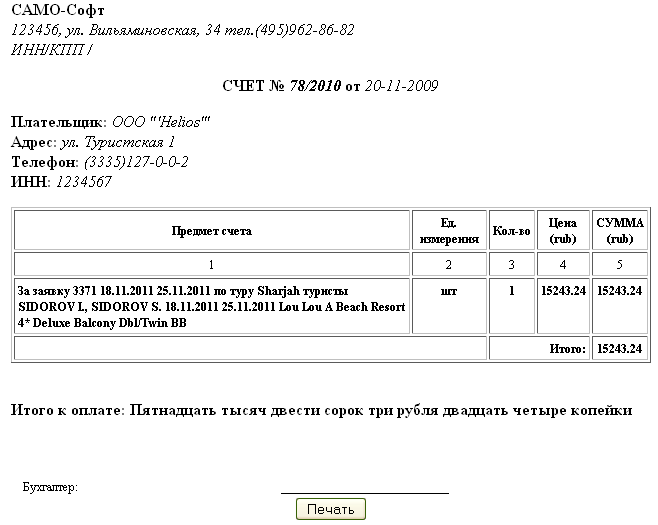 САМО-Софт
123456, ул. Вильяминовская, 34 тел.(495)962-86-82
ИНН/КПП /
СЧЕТ № 78/2010 от 20-11-2009
Плательщик: ООО "'Helios'"
Адрес: ул. Туристская 1
Телефон: (3335)127-0-0-2
ИНН: 1234567
Предмет счета Ед. измерения Кол-во Цена (rub) СУММА (rub)
1 2 3 4 5
За заявку 3371 18.11.2011 25.11.2011 по туру Sharjah туристы шт 1 15243.24 15243.24
SIDOROV I., SIDOROV S. 18.11.2011 25.11.2011 Lou Lou A Beach Resort
4* Deluxe Balcony Dbl/Twin BB
Итого: 15243.24
Итого к оплате: Пятнадцать тысяч двести сорок три рубля двадцать четыре копейки
Бухгалтер:
Печать